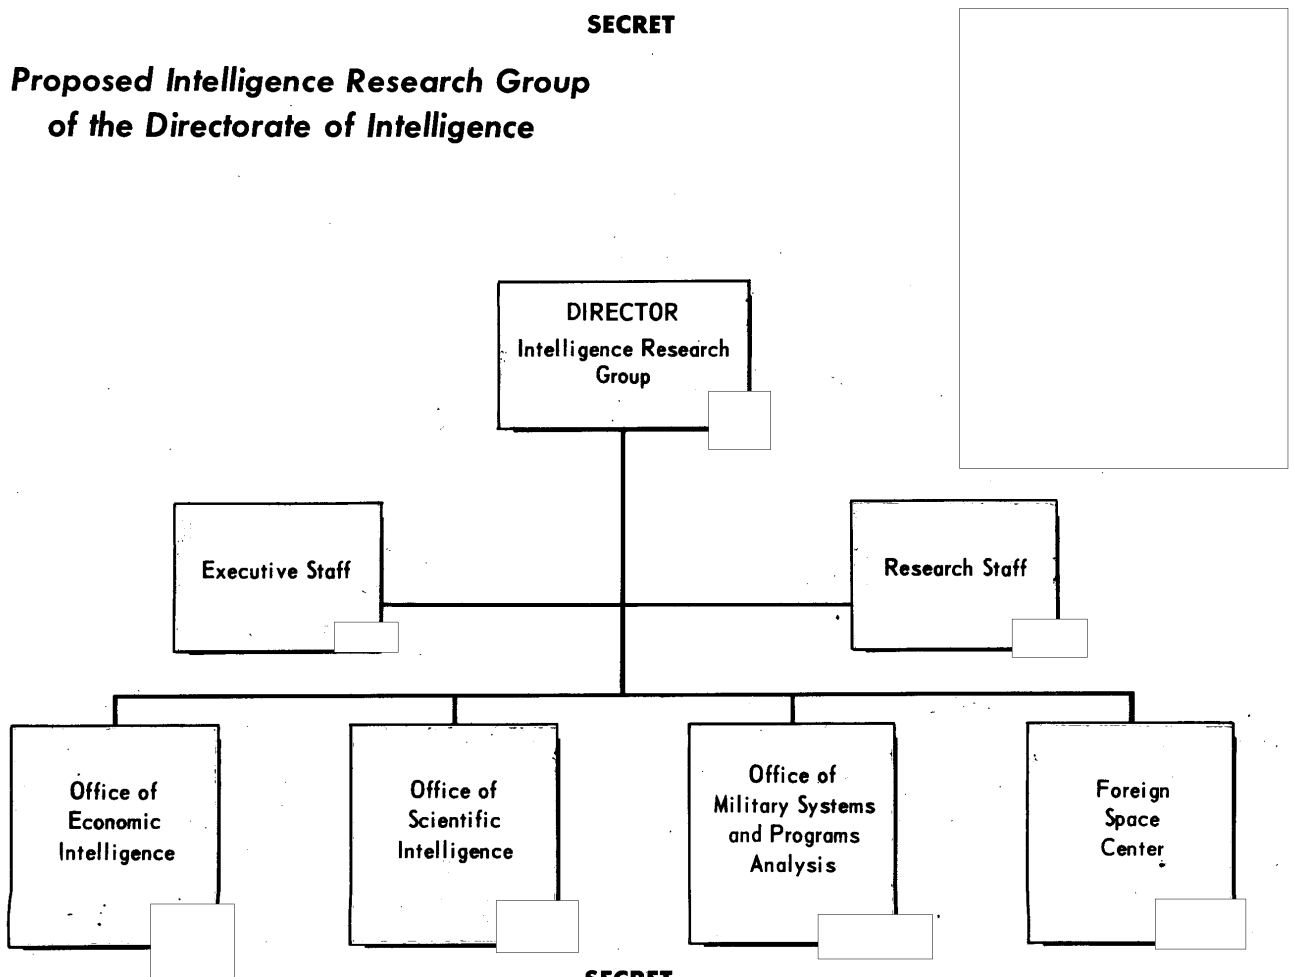 SECRET
Proposed Intelligence Research Group
of the Directorate of Intelligence
DIRECTOR
Intelligence Research
Group
Executive Staff
Research Staff
Office of
Economic
Intelligence
Office of
Scientific
Intelligence
Office of
Military Systems
and Programs
Analysis
Foreign
Space
Center
SECRET